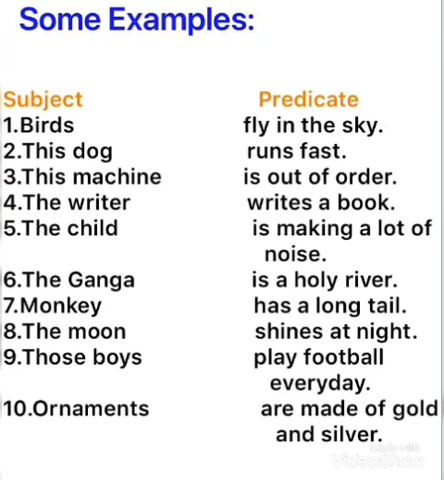 Some Examples:
Subject Predicate
1.Birds fly in the sky.
2.This dog runs fast.
3.This machine is out of order.
4.The writer writes a book.
5.The child is making a lot of
noise.
6.The Ganga is a holy river.
7.Monkey has a long tail.
8.The moon shines at night.
9.Those boys play football
everyday.
10.Ornaments are made of gold
and silver.
VideoShow